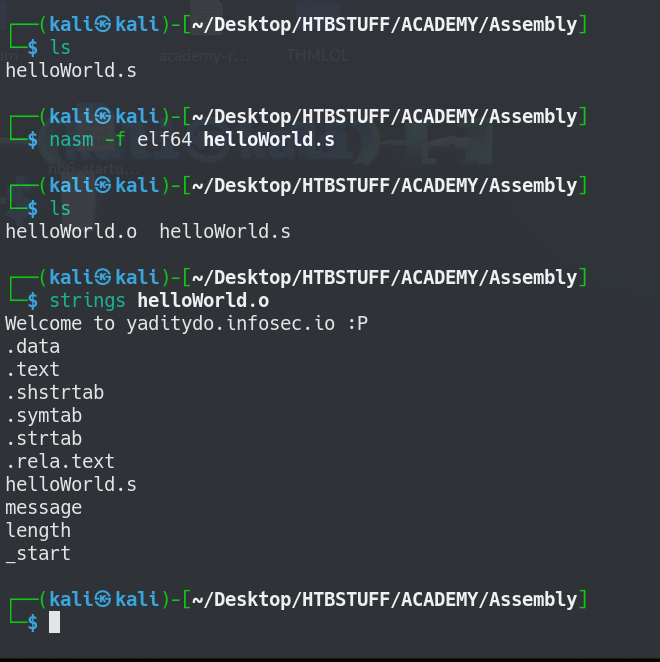 ┌──(kali㉿kali)-[~/Desktop/HTBSTUFF/ACADEMY/Assembly]
└─$ ls
helloWorld.s
┌──(kali㉿kali)-[~/Desktop/HTBSTUFF/ACADEMY/Assembly]
└─$ nasm -f elf64 helloWorld.s
┌──(kali㉿kali)-[~/Desktop/HTBSTUFF/ACADEMY/Assembly]
└─$ ls
helloWorld.o  helloWorld.s
┌──(kali㉿kali)-[~/Desktop/HTBSTUFF/ACADEMY/Assembly]
└─$ strings helloWorld.o
Welcome to yaditydo.infosec.io :P
.data
.text
.shstrtab
.symtab
.strtab
.rela.text
helloWorld.s
message
length
_start
┌──(kali㉿kali)-[~/Desktop/HTBSTUFF/ACADEMY/Assembly]
└─$
academy-r... THMLOL